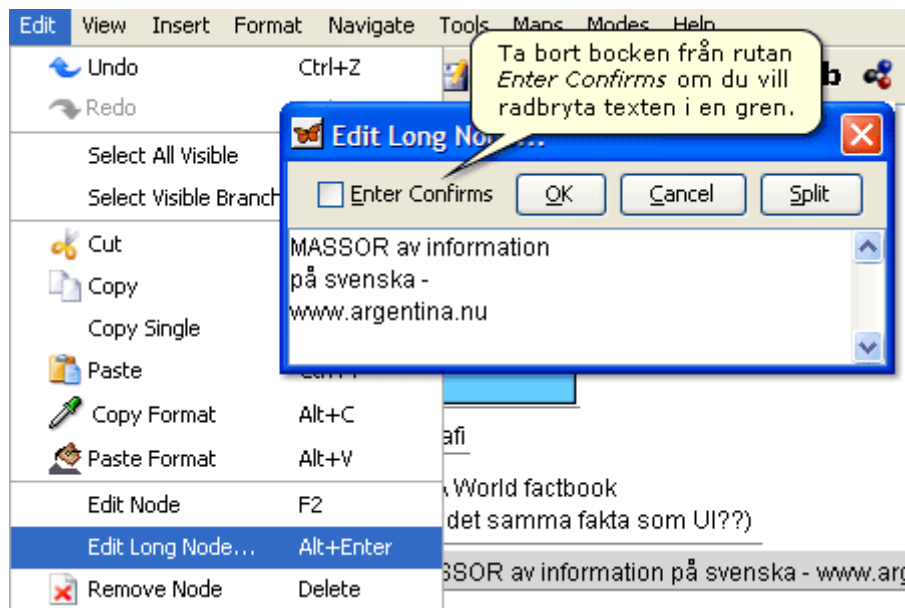 Edit View Insert Format Navigate Tools Maps Modes Help
Ta bort bocken från rutan
Enter Confirms om du vill
radbryta texten i en gren.
Undo Ctrl+Z
Redo
Select All Visible
Select Visible Branch
Cut
Copy
Copy Single
Paste
Copy Format Alt+C
Paste Format Alt+V
Edit Node F2
Edit Long Node... Alt+Enter
Remove Node Delete
b
Edit Long
Enter Confirms OK Cancel Split
MASSOR av information
på svenska -
www.argentina.nu
afi
World factbook
det samma fakta som UI??)
SSOR av information på svenska - www.arg